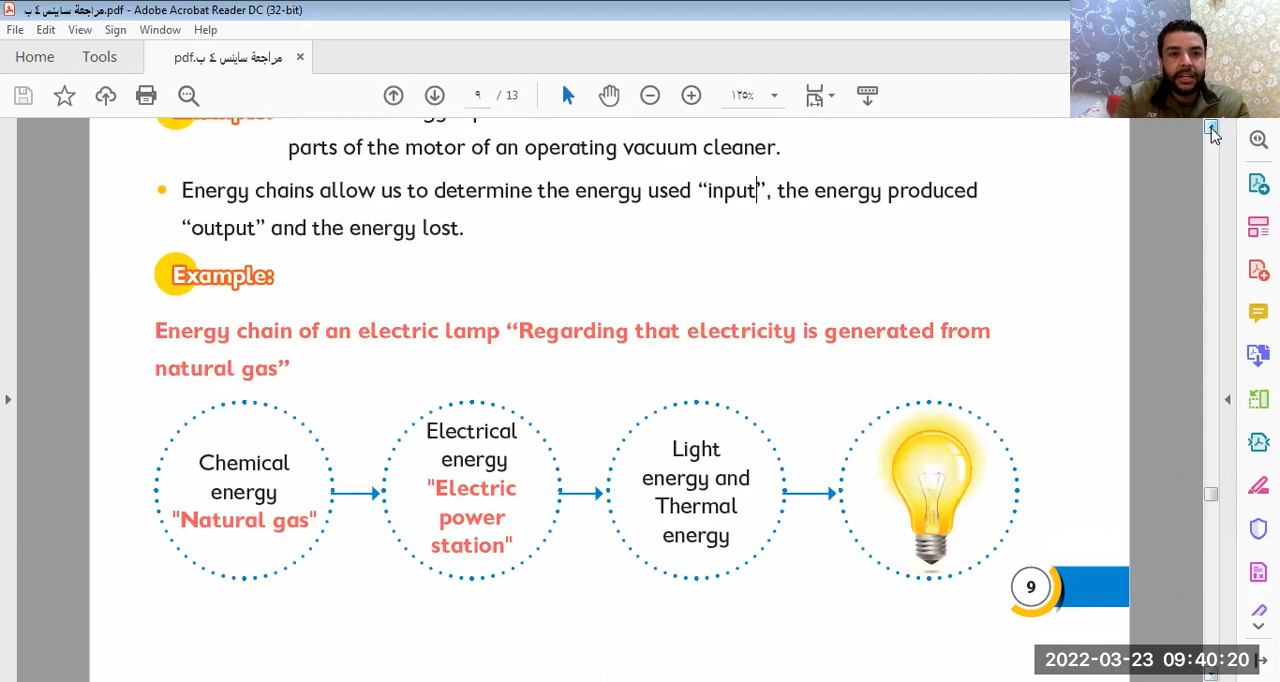 مراجعة ساينس ٤ ب.pdf - Adobe Acrobat Reader DC (32-bit)
File Edit View Sign Window Help
Home Tools مراجعة ساينس ٤ ب.pdf ×
٩ / 13 ١٢٥%
parts of the motor of an operating vacuum cleaner.
• Energy chains allow us to determine the energy used “input”, the energy produced
“output” and the energy lost.
Example:
Energy chain of an electric lamp “Regarding that electricity is generated from
natural gas”
Chemical
energy
"Natural gas"
Electrical
energy
"Electric
power
station"
Light
energy and
Thermal
energy
9
2022-03-23 09:40:20